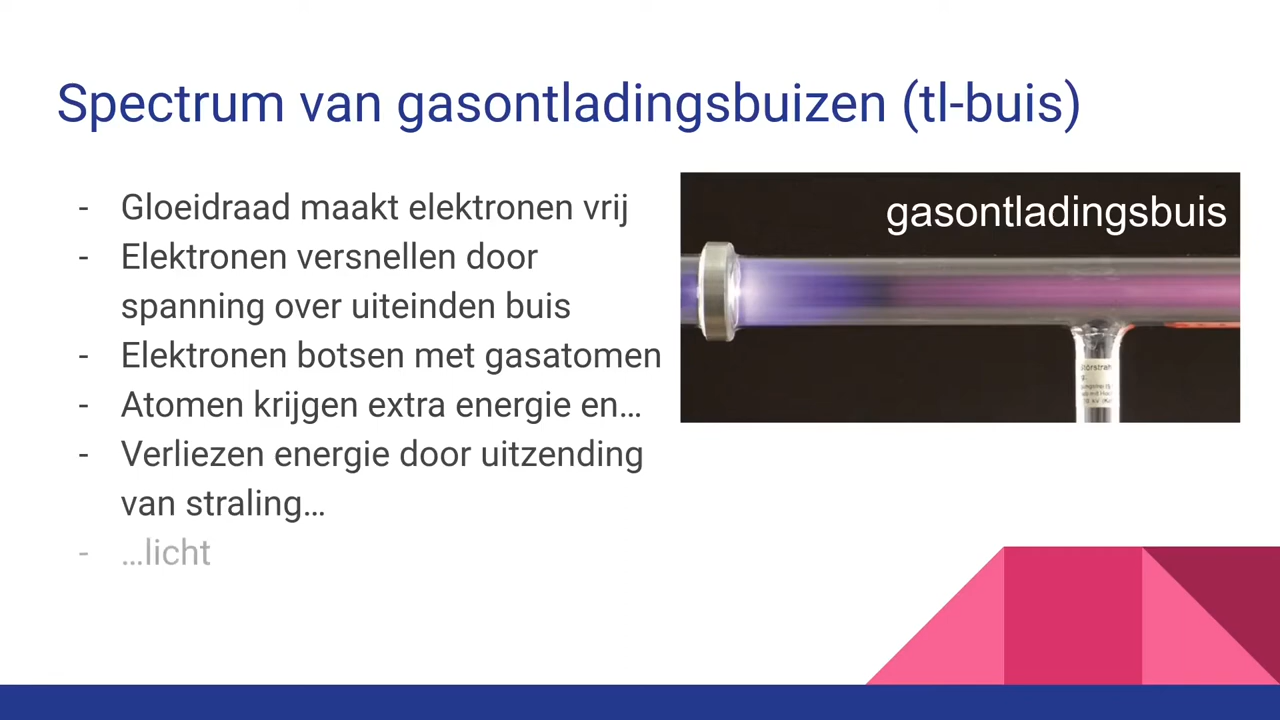 Spectrum van gasontladingsbuizen (tl-buis)
- Gloeidraad maakt elektronen vrij
- Elektronen versnellen door
spanning over uiteinden buis
- Elektronen botsen met gasatomen
- Atomen krijgen extra energie en…
- Verliezen energie door uitzending
van straling…
- …licht
gasontladingsbuis